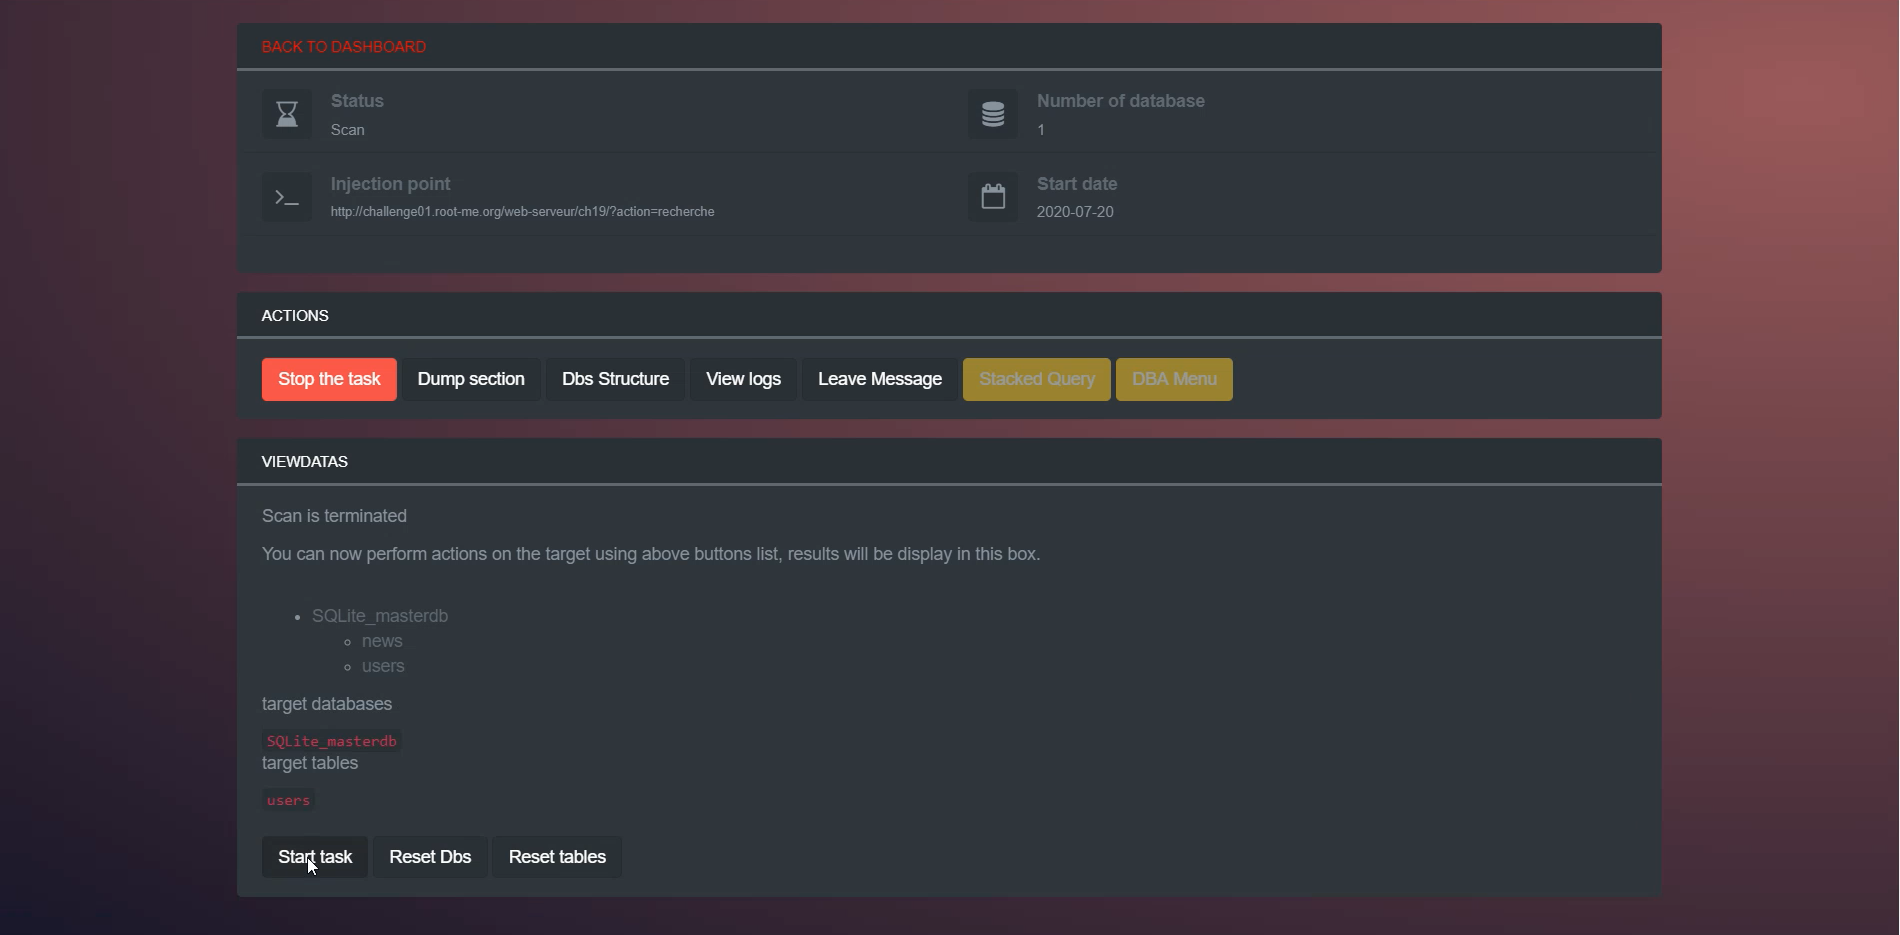 BACK TO DASHBOARD
Status
Scan
Number of database
1
Injection point
http://challenge01.root-me.org/web-serveur/ch19/?action=recherche
Start date
2020-07-20
ACTIONS
Stop the task Dump section Dbs Structure View logs Leave Message Stacked Query DBA Menu
VIEWDATAS
Scan is terminated
You can now perform actions on the target using above buttons list, results will be display in this box.
SQLite_masterdb
news
users
target databases
SQLite_masterdb
target tables
users
Start task Reset Dbs Reset tables